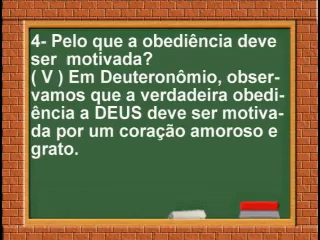 4- Pelo que a obediência deve
ser motivada?
( V ) Em Deuteronômio, obser-
vamos que a verdadeira obedi-
ência a DEUS deve ser motiva-
da por um coração amoroso e
grato.